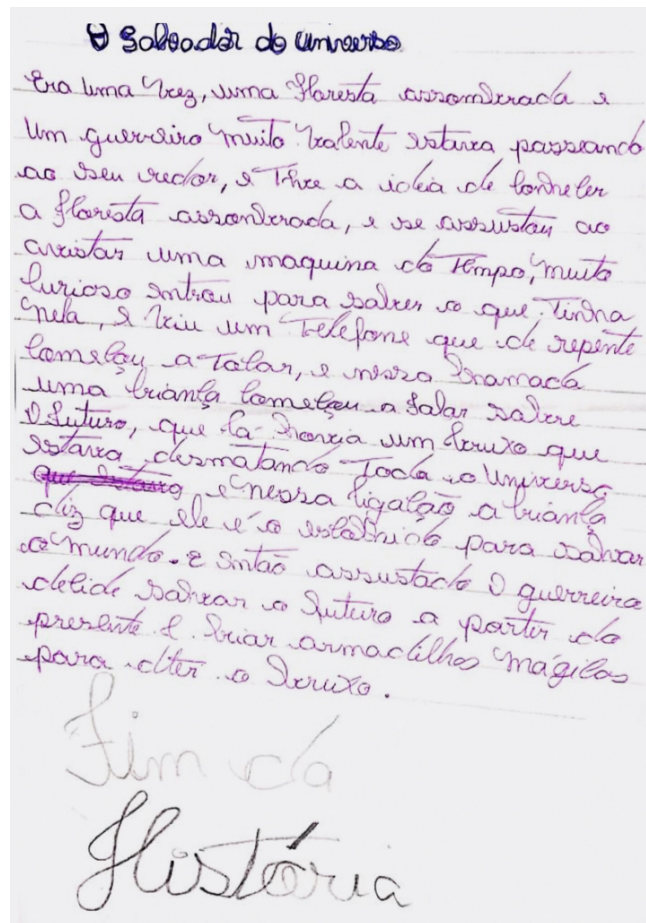 O Salvador do universo
Era uma vez, uma floresta assombrada e
Um guerreiro muito valente estava passeando
ao seu redor, e Teve a ideia de conhecer
a floresta assombrada, e se assustou ao
avistar uma maquina do Tempo, muito
curioso entrou para saber o que Tinha
nela, e viu um Telefone que de repente
começou a Tocar, e nessa chamada
uma criança começou a falar sobre
O futuro, que la havia um bruxo que
estava desmatando Todo o Universo
e nessa ligação a criança
diz que ele é o escolhido para salvar
o mundo. E então assustado O guerreiro
decide salvar o futuro a partir do
presente E criar armadilhas mágicas
para deter o bruxo.
Fim da
História